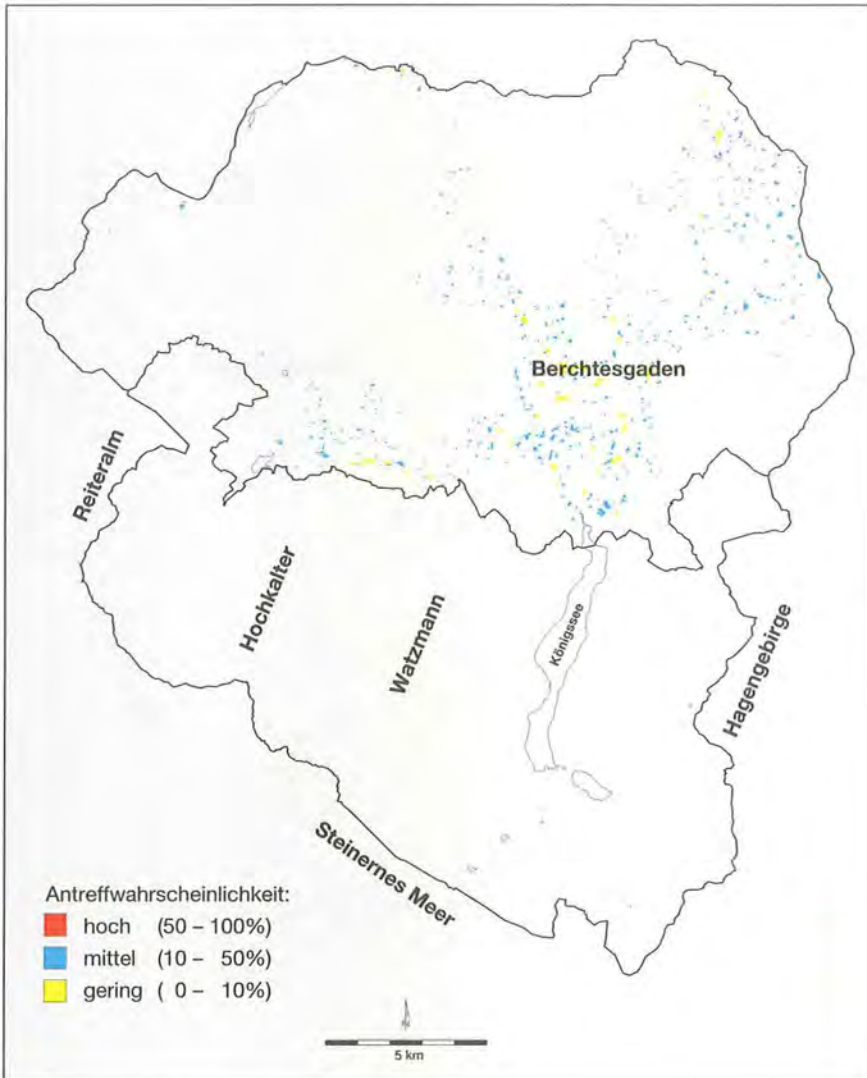 Berchtesgaden
Reiteralm
Hochkalter
Watzmann
Königssee
Hagengebirge
Steinernes Meer
Antreffwahrscheinlichkeit:
hoch (50 – 100%)
mittel (10 – 50%)
gering ( 0 – 10%)
5 km